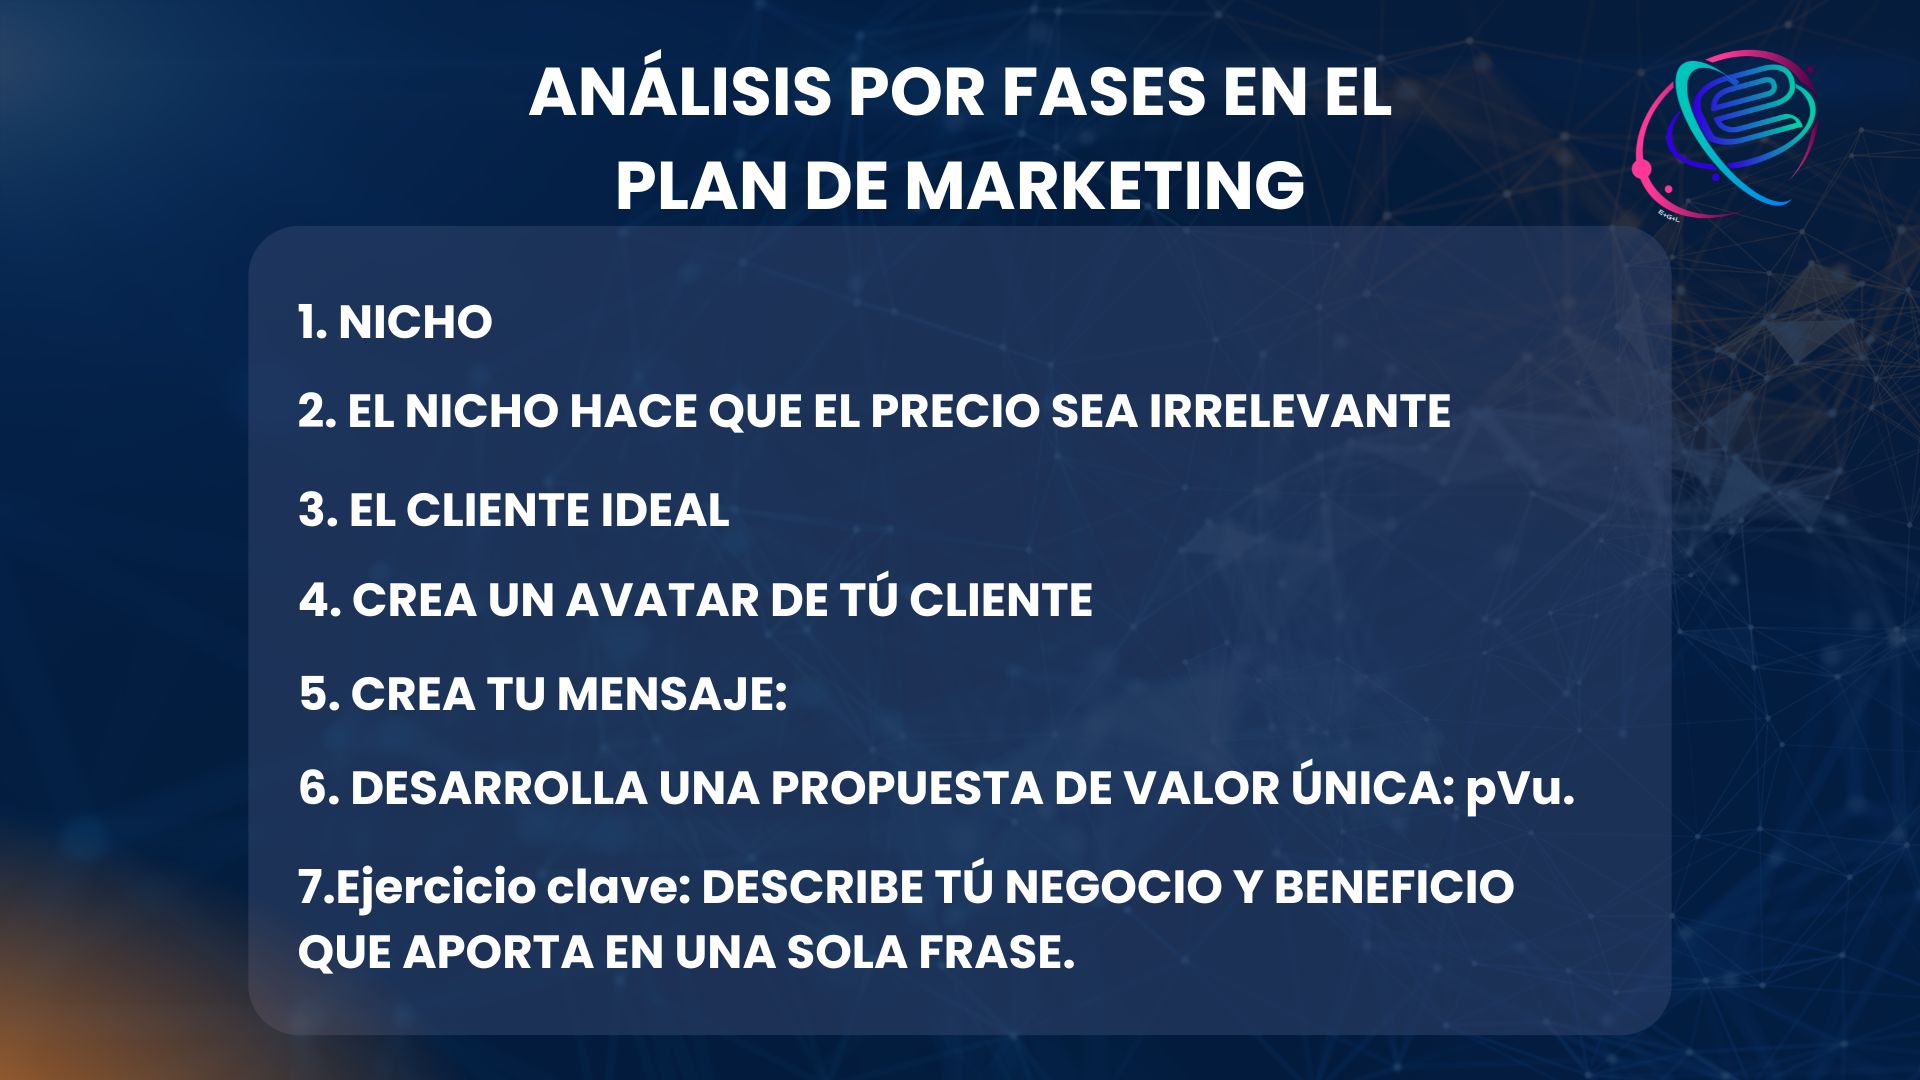 ANÁLISIS POR FASES EN EL
PLAN DE MARKETING
E+G+L
1. NICHO
2. EL NICHO HACE QUE EL PRECIO SEA IRRELEVANTE
3. EL CLIENTE IDEAL
4. CREA UN AVATAR DE TÚ CLIENTE
5. CREA TU MENSAJE:
6. DESARROLLA UNA PROPUESTA DE VALOR ÚNICA: pVu.
7.Ejercicio clave: DESCRIBE TÚ NEGOCIO Y BENEFICIO
QUE APORTA EN UNA SOLA FRASE.